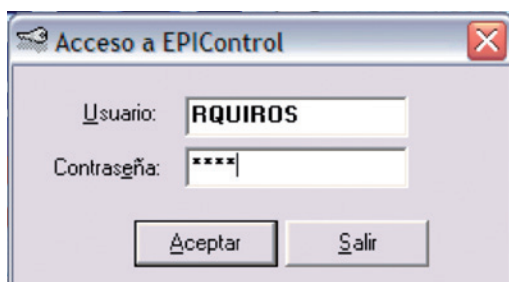 Acceso a EPIControl
Usuario: RQUIROS
Contraseña: ****
Aceptar Salir